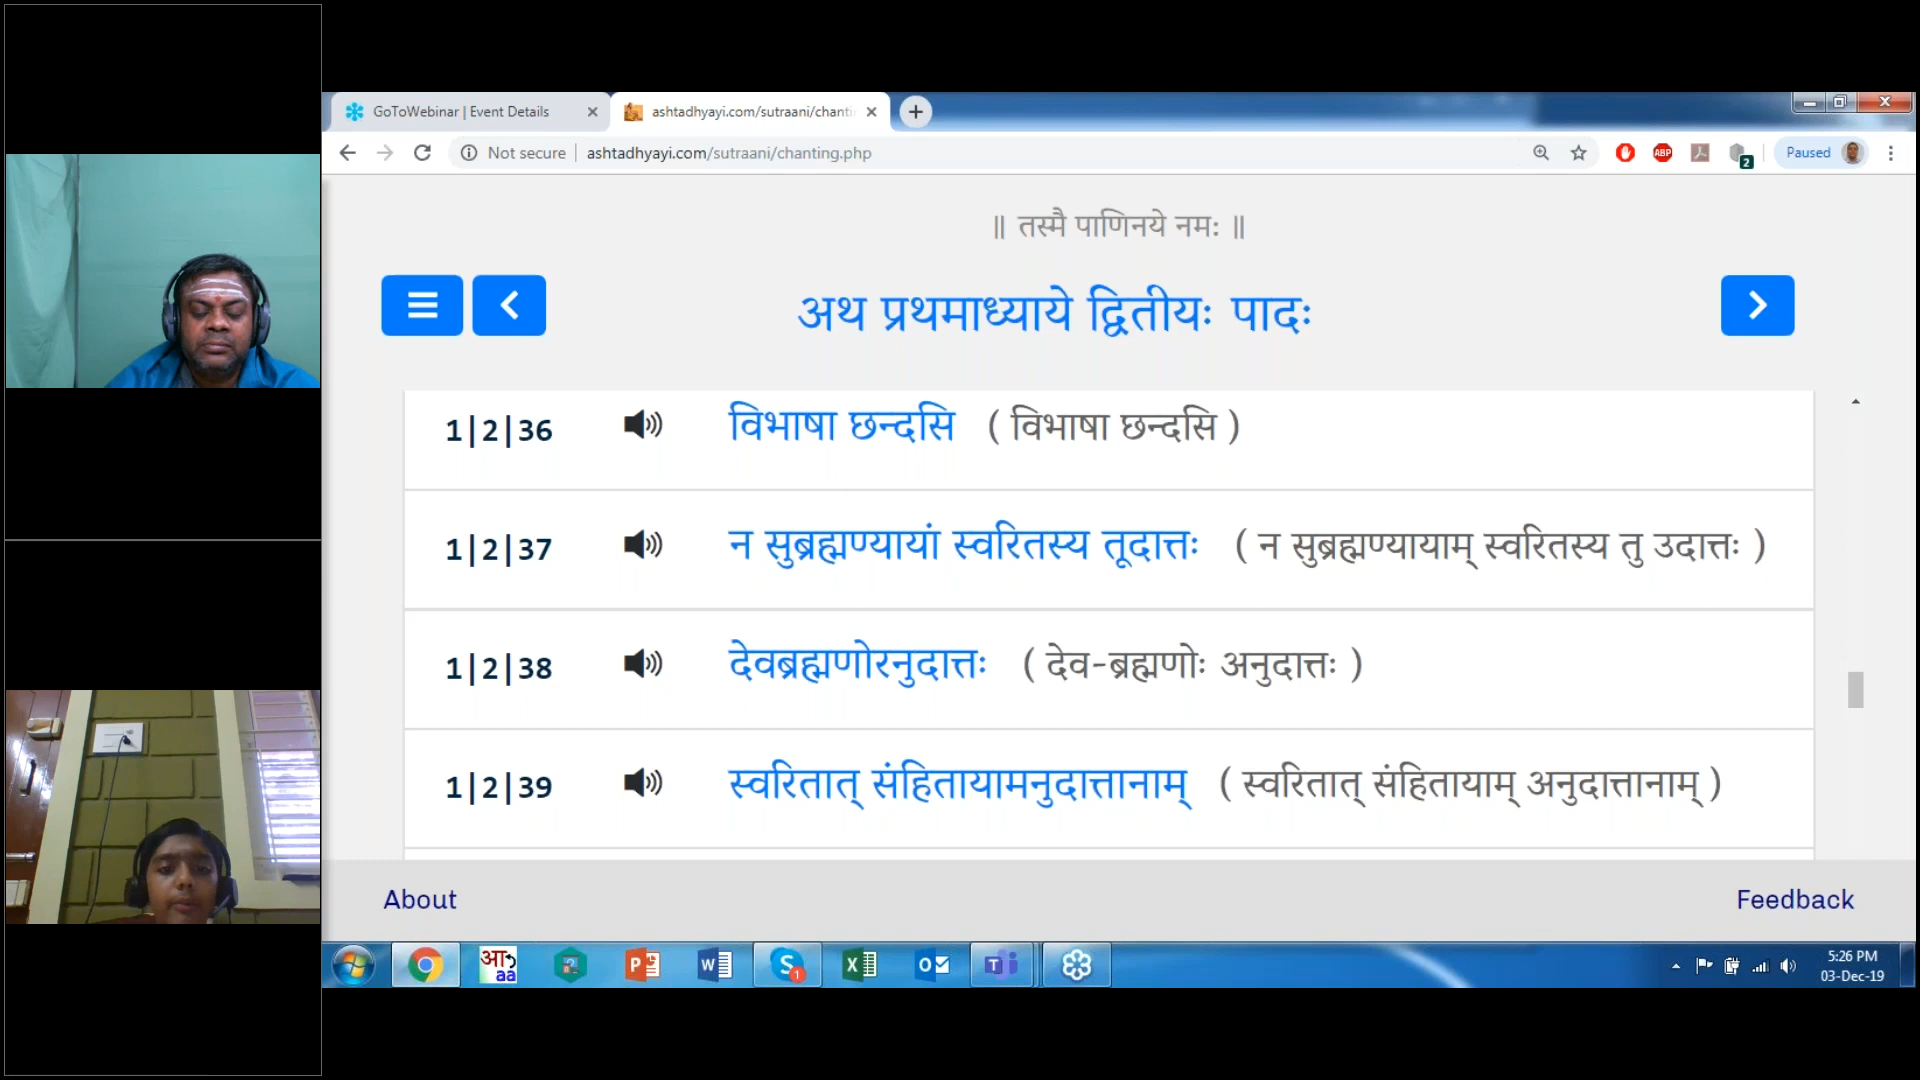 GoToWebinar | Event Details
ashtadhyayi.com/sutraani/chanti
Not secure
ashtadhyayi.com/sutraani/chanting.php
ABP
2
Paused
॥ तस्मै पाणिनये नमः ॥
अथ प्रथमाध्याये द्वितीयः पादः
1|2|36 विभाषा छन्दसि ( विभाषा छन्दसि )
1|2|37 न सुब्रह्मण्यायां स्वरितस्य तूदात्तः ( न सुब्रह्मण्यायाम् स्वरितस्य तु उदात्तः )
1|2|38 देवब्रह्मणोरनुदात्तः ( देव-ब्रह्मणोः अनुदात्तः )
1|2|39 स्वरितात् संहितायामनुदात्तानाम् ( स्वरितात् संहितायाम् अनुदात्तानाम् )
About
Feedback
5:26 PM
03-Dec-19